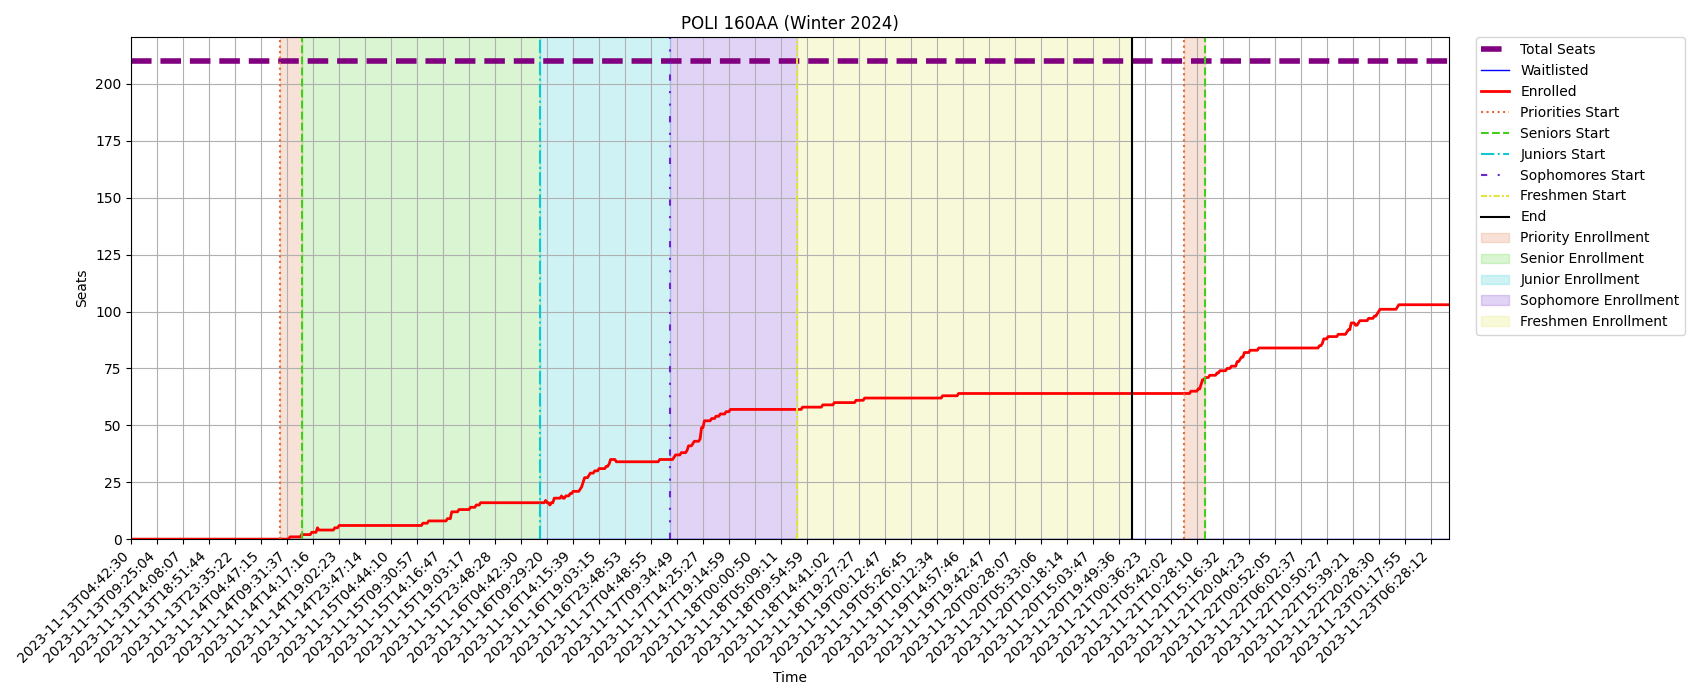 POLI 160AA (Winter 2024)
Seats
200
175
150
125
100
75
50
25
0
2023-11-13T04:42:30
2023-11-13T09:25:04
2023-11-13T14:08:07
2023-11-13T18:51:44
2023-11-13T23:35:22
2023-11-14T04:47:15
2023-11-14T09:31:37
2023-11-14T14:17:16
2023-11-14T19:02:23
2023-11-14T23:47:14
2023-11-15T04:44:10
2023-11-15T09:30:57
2023-11-15T14:16:47
2023-11-15T19:03:17
2023-11-15T23:48:28
2023-11-16T04:42:30
2023-11-16T09:29:20
2023-11-16T14:15:39
2023-11-16T19:03:15
2023-11-16T23:48:53
2023-11-17T04:48:55
2023-11-17T09:34:49
2023-11-17T14:25:27
2023-11-17T19:14:59
2023-11-18T00:00:50
2023-11-18T05:09:11
2023-11-18T09:54:59
2023-11-18T14:41:02
2023-11-18T19:27:27
2023-11-19T00:12:47
2023-11-19T05:26:45
2023-11-19T10:12:34
2023-11-19T14:57:46
2023-11-19T19:42:47
2023-11-20T00:28:07
2023-11-20T05:33:06
2023-11-20T10:18:14
2023-11-20T15:03:47
2023-11-20T19:49:36
2023-11-21T00:36:23
2023-11-21T05:42:02
2023-11-21T10:28:10
2023-11-21T15:16:32
2023-11-21T20:04:23
2023-11-22T00:52:05
2023-11-22T06:02:37
2023-11-22T10:50:27
2023-11-22T15:39:21
2023-11-22T20:28:30
2023-11-23T01:17:55
2023-11-23T06:28:12
Time
Total Seats
Waitlisted
Enrolled
Priorities Start
Seniors Start
Juniors Start
Sophomores Start
Freshmen Start
End
Priority Enrollment
Senior Enrollment
Junior Enrollment
Sophomore Enrollment
Freshmen Enrollment